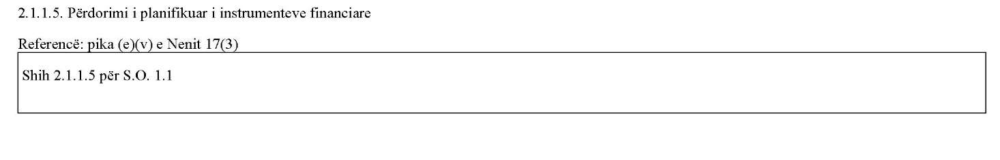 2.1.1.5. Përdorimi i planifikuar i instrumenteve financiare
Referencë: pika (e)(v) e Nenit 17(3)
Shih 2.1.1.5 për S.O. 1.1